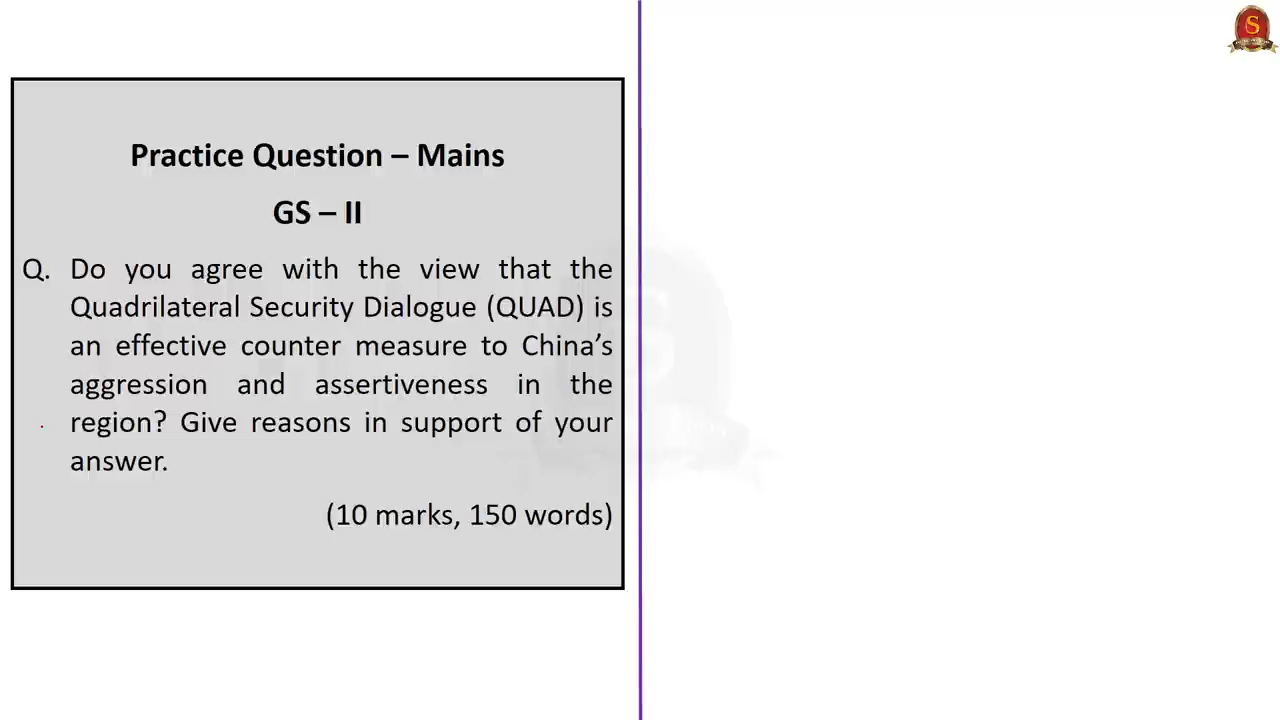 Practice Question – Mains
GS – II
Q. Do you agree with the view that the
Quadrilateral Security Dialogue (QUAD) is
an effective counter measure to China’s
aggression and assertiveness in the
region? Give reasons in support of your
answer.
(10 marks, 150 words)
S